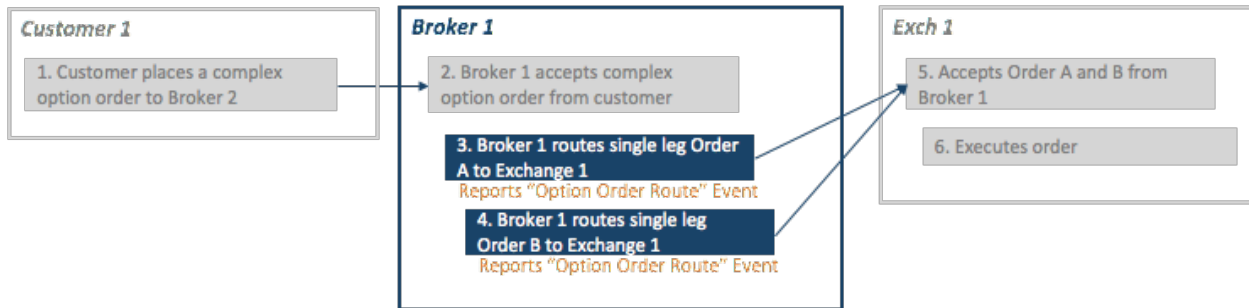 Customer 1
1. Customer places a complex
option order to Broker 2
Broker 1
2. Broker 1 accepts complex
option order from customer
3. Broker 1 routes single leg Order
A to Exchange 1
Reports "Option Order Route" Event
4. Broker 1 routes single leg
Order B to Exchange 1
Reports "Option Order Route" Event
Exch 1
5. Accepts Order A and B from
Broker 1
6. Executes order